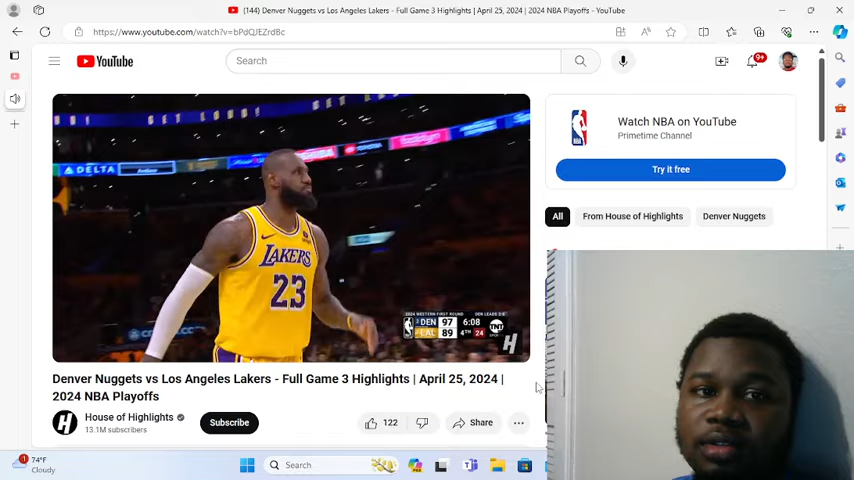 (144) Denver Nuggets vs Los Angeles Lakers - Full Game 3 Highlights | April 25, 2024 | 2024 NBA Playoffs - YouTube
https://www.youtube.com/watch?v=bPdQJEZrdBc
YouTube
Search
9+
DELTA
LAKERS
23
2024 WESTERN FIRST ROUND
DEN LEADS 2-0
DEN 97 6:08
LAL 89 4TH 24
TNT
NBA
Watch NBA on YouTube
Primetime Channel
Try it free
All
From House of Highlights
Denver Nuggets
Denver Nuggets vs Los Angeles Lakers - Full Game 3 Highlights | April 25, 2024 |
2024 NBA Playoffs
House of Highlights
13.1M subscribers
Subscribe
122
Share
1
74°F
Cloudy
Search